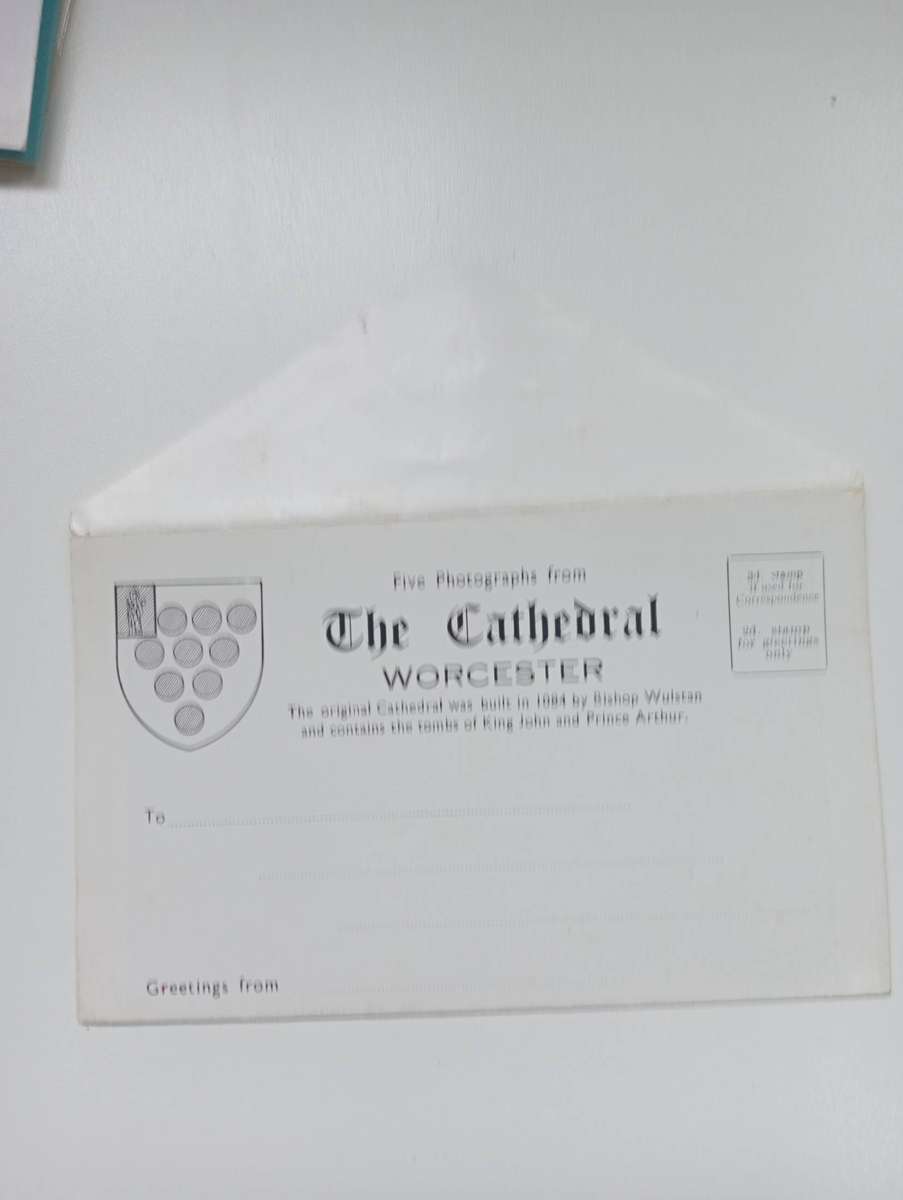 Five Photographs from
The Cathedral
WORCESTER
The original Cathedral was built in 1084 by Bishop Wulstan
and contains the tombs of King John and Prince Arthur.
stamp
if used for
Correspondence
2d. stamp
for greetings
only
To
Greetings from